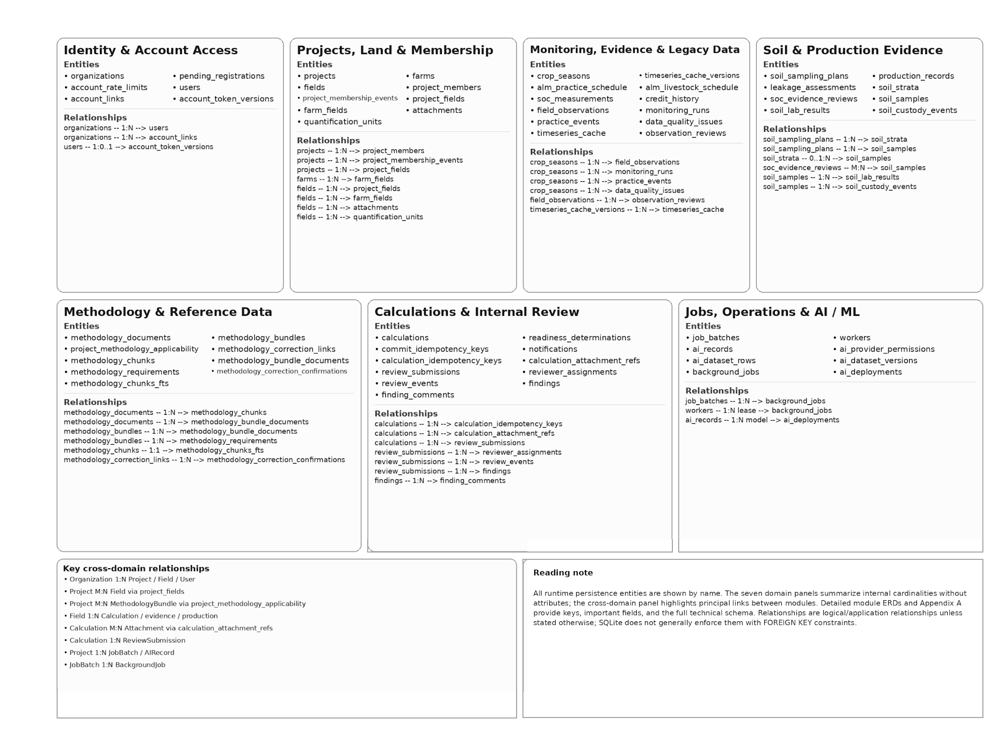 Identity & Account Access
Entities
• organizations
• pending_registrations
• account_rate_limits
• users
• account_links
• account_token_versions
Relationships
organizations -- 1:N --> users
organizations -- 1:N --> account_links
users -- 1:0..1 --> account_token_versions
Projects, Land & Membership
Entities
• projects
• farms
• fields
• project_members
• project_membership_events
• project_fields
• farm_fields
• attachments
• quantification_units
Relationships
projects -- 1:N --> project_members
projects -- 1:N --> project_membership_events
projects -- 1:N --> project_fields
farms -- 1:N --> farm_fields
fields -- 1:N --> project_fields
fields -- 1:N --> farm_fields
fields -- 1:N --> attachments
fields -- 1:N --> quantification_units
Monitoring, Evidence & Legacy Data
Entities
• crop_seasons
• timeseries_cache_versions
• alm_practice_schedule
• alm_livestock_schedule
• soc_measurements
• credit_history
• field_observations
• monitoring_runs
• practice_events
• data_quality_issues
• timeseries_cache
• observation_reviews
Relationships
crop_seasons -- 1:N --> field_observations
crop_seasons -- 1:N --> monitoring_runs
crop_seasons -- 1:N --> practice_events
crop_seasons -- 1:N --> data_quality_issues
field_observations -- 1:N --> observation_reviews
timeseries_cache_versions -- 1:N --> timeseries_cache
Soil & Production Evidence
Entities
• soil_sampling_plans
• production_records
• leakage_assessments
• soil_strata
• soc_evidence_reviews
• soil_samples
• soil_lab_results
• soil_custody_events
Relationships
soil_sampling_plans -- 1:N --> soil_strata
soil_sampling_plans -- 1:N --> soil_samples
soil_strata -- 0..1:N --> soil_samples
soc_evidence_reviews -- M:N --> soil_samples
soil_samples -- 1:N --> soil_lab_results
soil_samples -- 1:N --> soil_custody_events
Methodology & Reference Data
Entities
• methodology_documents
• methodology_bundles
• project_methodology_applicability
• methodology_correction_links
• methodology_chunks
• methodology_bundle_documents
• methodology_requirements
• methodology_correction_confirmations
• methodology_chunks_fts
Relationships
methodology_documents -- 1:N --> methodology_chunks
methodology_documents -- 1:N --> methodology_bundle_documents
methodology_bundles -- 1:N --> methodology_bundle_documents
methodology_bundles -- 1:N --> methodology_requirements
methodology_chunks -- 1:1 --> methodology_chunks_fts
methodology_correction_links -- 1:N --> methodology_correction_confirmations
Calculations & Internal Review
Entities
• calculations
• readiness_determinations
• commit_idempotency_keys
• notifications
• calculation_idempotency_keys
• calculation_attachment_refs
• review_submissions
• reviewer_assignments
• review_events
• findings
• finding_comments
Relationships
calculations -- 1:N --> calculation_idempotency_keys
calculations -- 1:N --> calculation_attachment_refs
calculations -- 1:N --> review_submissions
review_submissions -- 1:N --> reviewer_assignments
review_submissions -- 1:N --> review_events
review_submissions -- 1:N --> findings
findings -- 1:N --> finding_comments
Jobs, Operations & AI / ML
Entities
• job_batches
• workers
• ai_records
• ai_provider_permissions
• ai_dataset_rows
• ai_dataset_versions
• background_jobs
• ai_deployments
Relationships
job_batches -- 1:N --> background_jobs
workers -- 1:N lease --> background_jobs
ai_records -- 1:N model --> ai_deployments
Key cross-domain relationships
• Organization 1:N Project / Field / User
• Project M:N Field via project_fields
• Project M:N MethodologyBundle via project_methodology_applicability
• Field 1:N Calculation / evidence / production
• Calculation M:N Attachment via calculation_attachment_refs
• Calculation 1:N ReviewSubmission
• Project 1:N JobBatch / AIRecord
• JobBatch 1:N BackgroundJob
Reading note
All runtime persistence entities are shown by name. The seven domain panels summarize internal cardinalities without
attributes; the cross-domain panel highlights principal links between modules. Detailed module ERDs and Appendix A
provide keys, important fields, and the full technical schema. Relationships are logical/application relationships unless
stated otherwise; SQLite does not generally enforce them with FOREIGN KEY constraints.